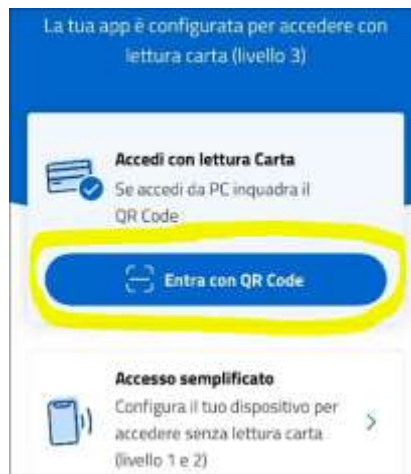 La tua app è configurata per accedere con
lettura carta (livello 3)
Accedi con lettura Carta
Se accedi da PC inquadra il
QR Code
Entra con QR Code
Accesso semplificato
Configura il tuo dispositivo per
accedere senza lettura carta
(livello 1 e 2)